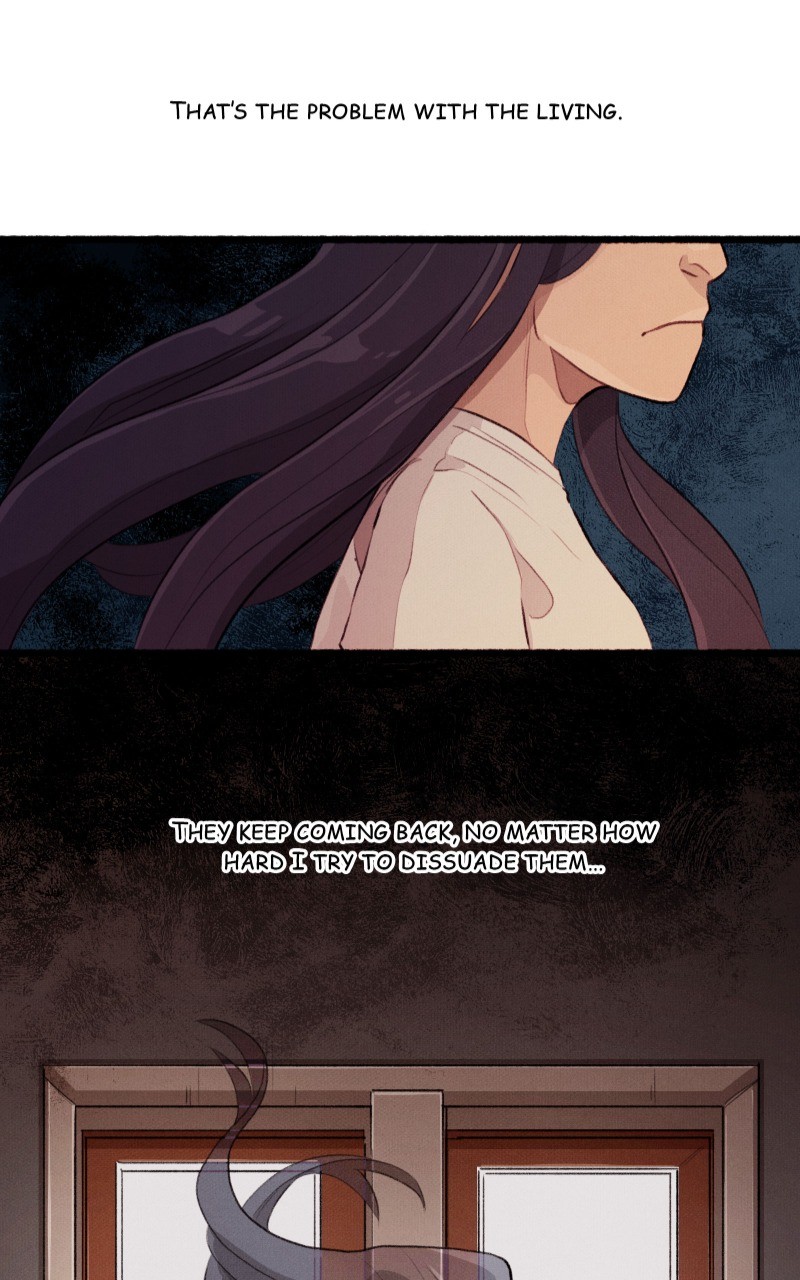 THAT'S THE PROBLEM WITH THE LIVING.
THEY KEEP COMING BACK, NO MATTER HOW
HARD I TRY TO DISSUADE THEM...